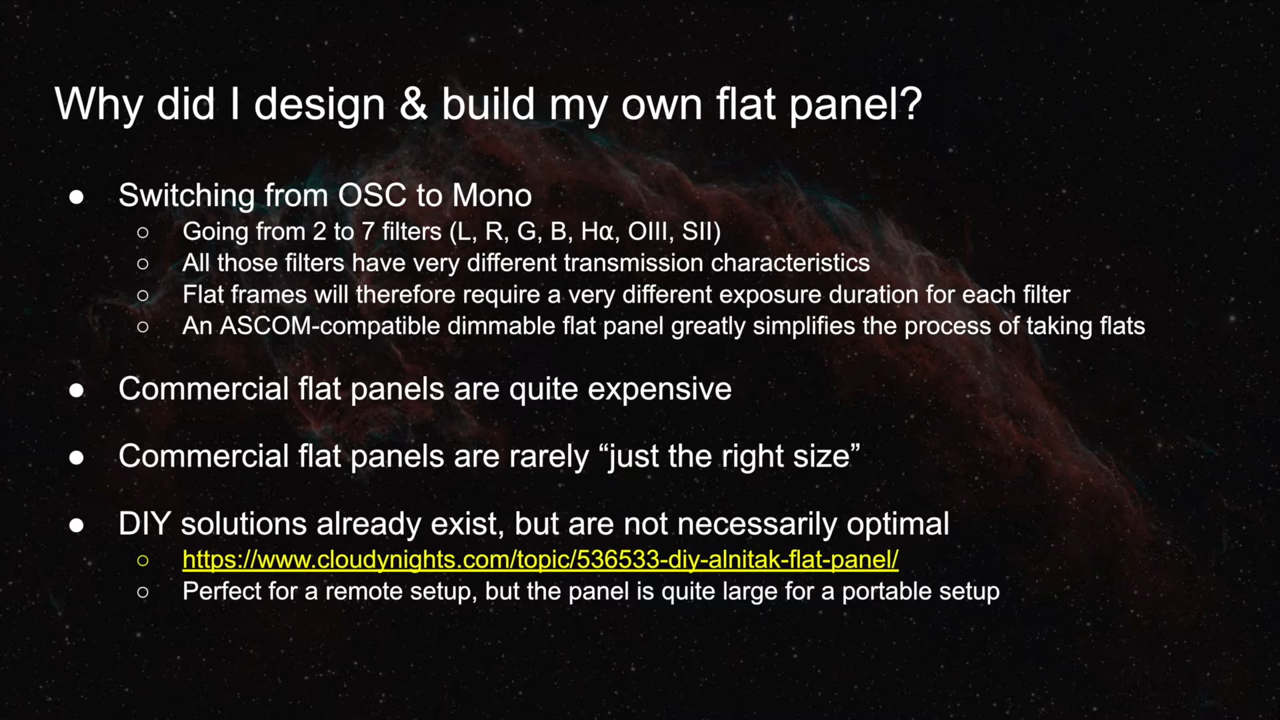 Why did I design & build my own flat panel?
● Switching from OSC to Mono
○ Going from 2 to 7 filters (L, R, G, B, Hα, OIII, SII)
○ All those filters have very different transmission characteristics
○ Flat frames will therefore require a very different exposure duration for each filter
○ An ASCOM-compatible dimmable flat panel greatly simplifies the process of taking flats
● Commercial flat panels are quite expensive
● Commercial flat panels are rarely “just the right size”
● DIY solutions already exist, but are not necessarily optimal
○ https://www.cloudynights.com/topic/536533-diy-alnitak-flat-panel/
○ Perfect for a remote setup, but the panel is quite large for a portable setup